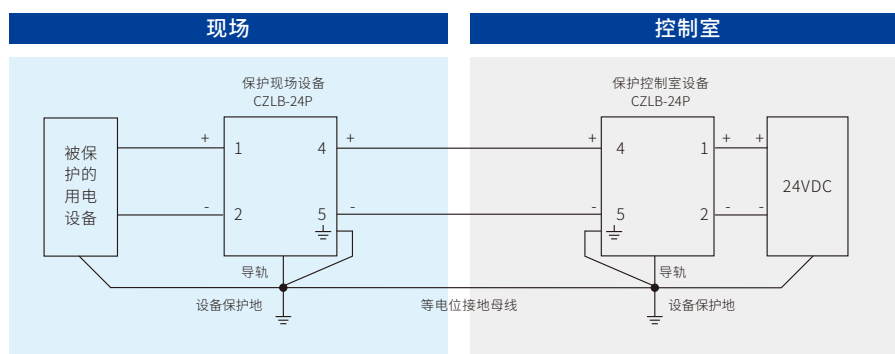 现场
控制室
保护现场设备
CZLB-24P
保护控制室设备
CZLB-24P
被保
护的
用电
设备
+
1
4
+
-
2
5
-
+
4
1
+
+
-
5
2
-
-
24VDC
导轨
导轨
设备保护地
等电位接地母线
设备保护地